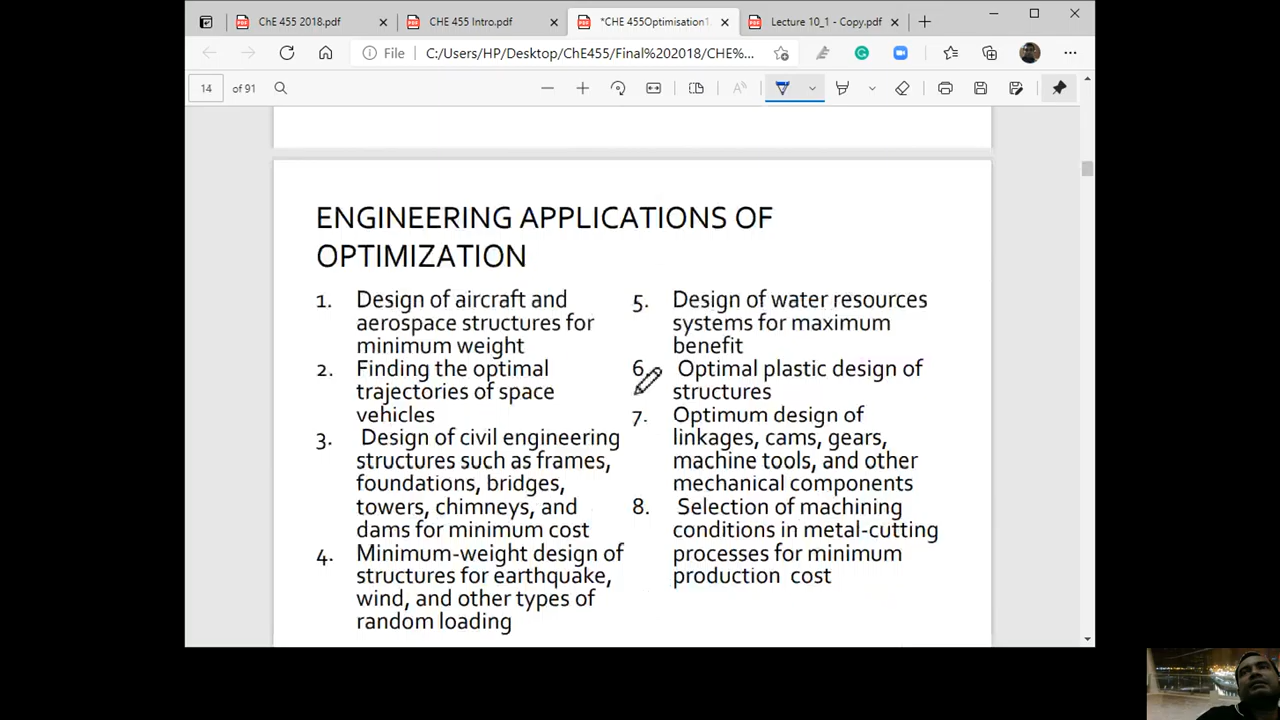 ChE 455 2018.pdf
ChE 455 Intro.pdf
*CHE 455Optimisation1.
Lecture 10_1 - Copy.pdf
File
C:/Users/HP/Desktop/ChE455/Final%202018/CHE%...
14 of 91
ENGINEERING APPLICATIONS OF
OPTIMIZATION
1. Design of aircraft and
aerospace structures for
minimum weight
2. Finding the optimal
trajectories of space
vehicles
3. Design of civil engineering
structures such as frames,
foundations, bridges,
towers, chimneys, and
dams for minimum cost
4. Minimum-weight design of
structures for earthquake,
wind, and other types of
random loading
5. Design of water resources
systems for maximum
benefit
6. Optimal plastic design of
structures
7. Optimum design of
linkages, cams, gears,
machine tools, and other
mechanical components
8. Selection of machining
conditions in metal-cutting
processes for minimum
production cost